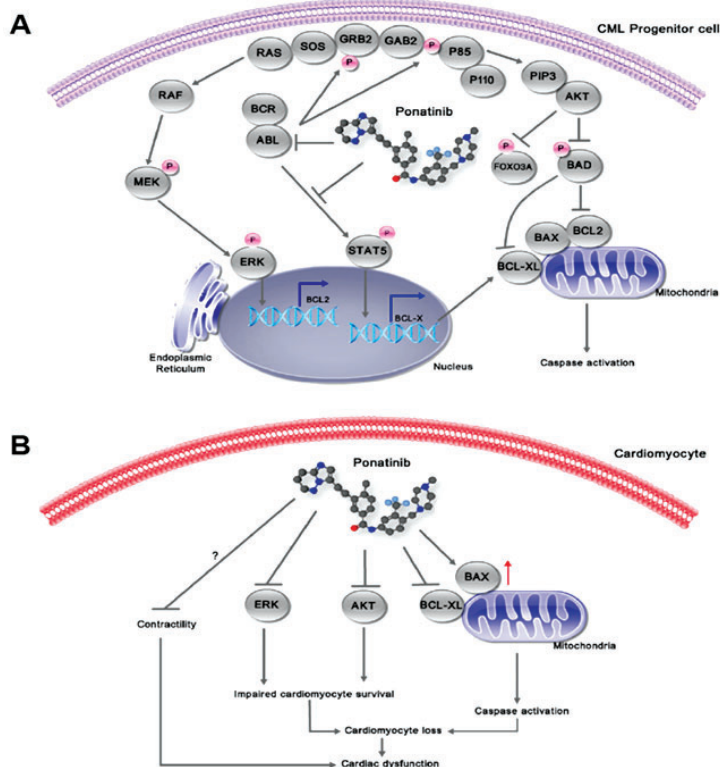 A
CML Progenitor cell
RAS
SOS
GRB2
GAB2
P
P
P85
P110
PIP3
AKT
RAF
BCR
ABL
Ponatinib
P
MEK
P
FOXO3A
P
BAD
P
ERK
P
STAT5
BAX
BCL2
BCL-XL
BCL2
BCL-X
Mitochondria
Endoplasmic
Reticulum
Nucleus
Caspase activation
B
Cardiomyocyte
Ponatinib
?
BAX
ERK
AKT
BCL-XL
Contractility
Mitochondria
Impaired cardiomyocyte survival
Caspase activation
Cardiomyocyte loss
Cardiac dysfunction